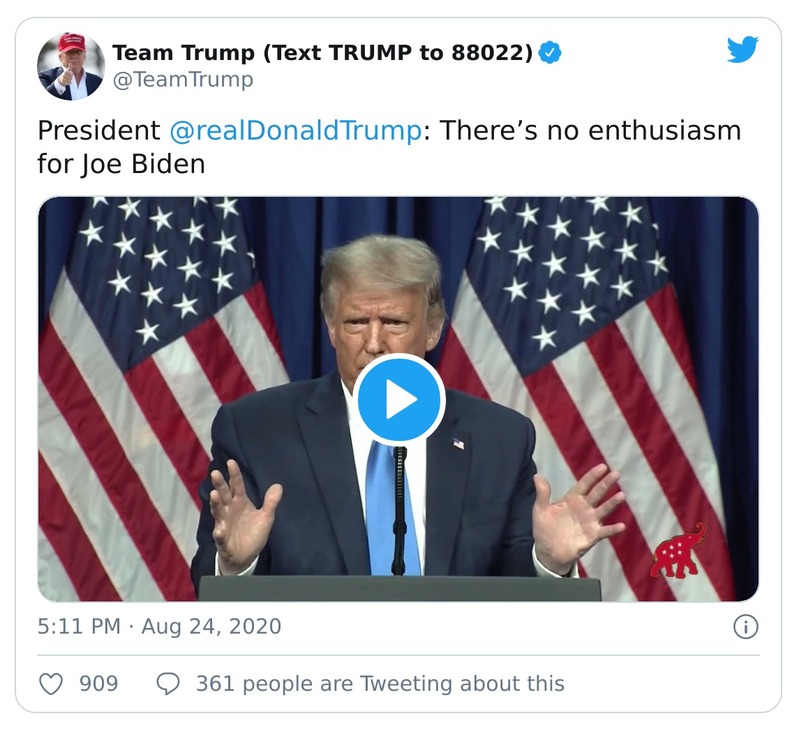 Team Trump (Text TRUMP to 88022)
@TeamTrump
President @realDonaldTrump: There’s no enthusiasm
for Joe Biden
5:11 PM · Aug 24, 2020
909
361 people are Tweeting about this